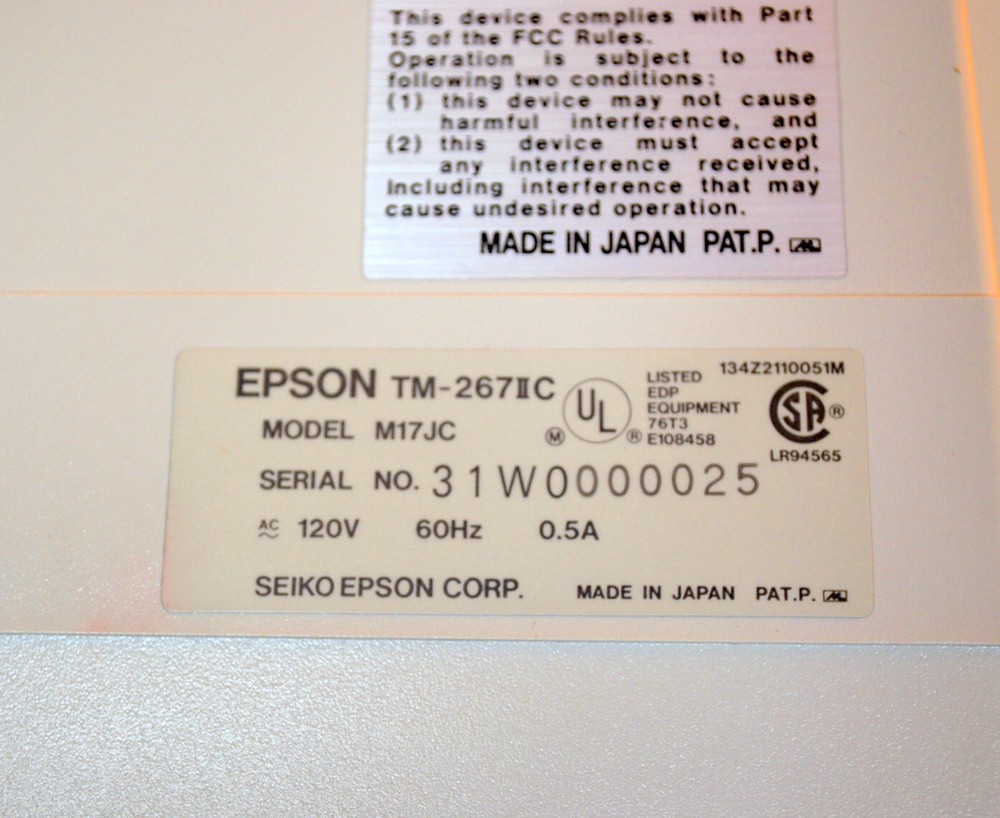 This device complies with Part
15 of the FCC Rules.
Operation is subject to the
following two conditions:
(1) this device may not cause
harmful interference, and
(2) this device must accept
any interference received,
Including interference that may
cause undesired operation.
MADE IN JAPAN PAT.P.
EPSON TM-267ⅡC
MODEL M17JC
M UL ®
LISTED
EDP
EQUIPMENT
76T3
E108458
134Z2110051M
SA ®
LR94565
SERIAL NO. 31W0000025
AC 120V 60Hz 0.5A
SEIKO EPSON CORP. MADE IN JAPAN PAT.P.